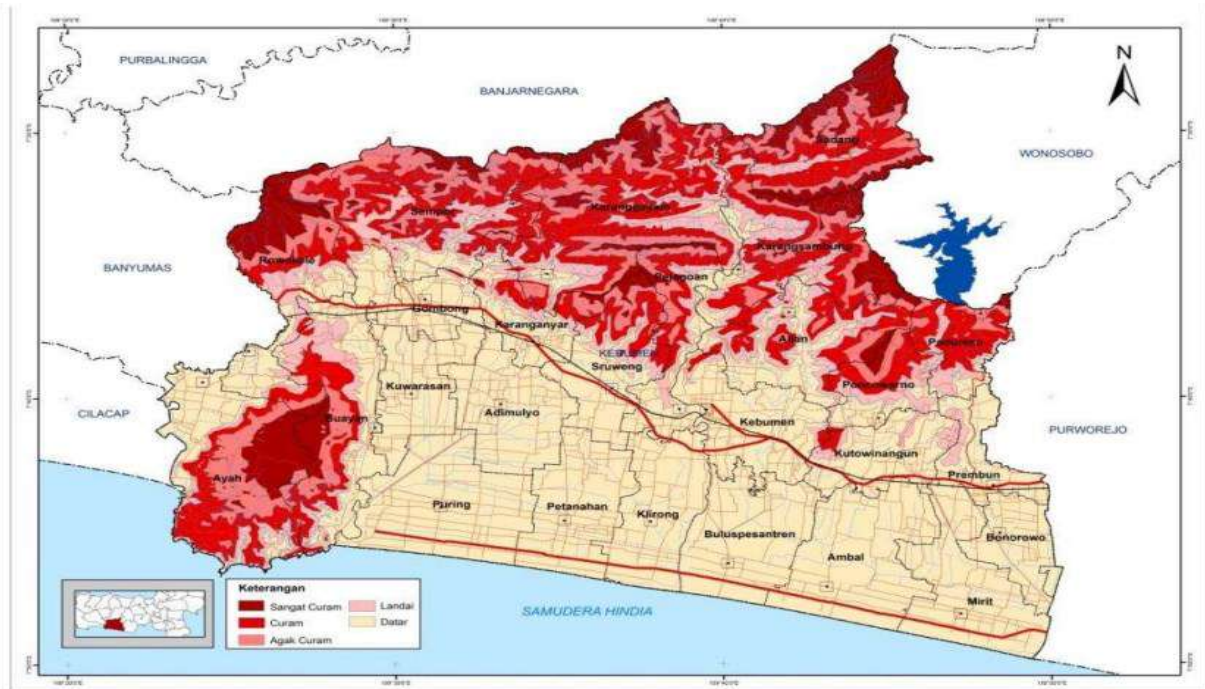 PURBALINGGA
BANJARNEGARA
N
WONOSOBO
Sadang
Sempor
Karanggayam
Karangsambung
BANYUMAS
Rowokele
Pejagoan
Gombong
Karanganyar
KEBUMEN
Sruweng
Alian
Padureso
Poncowarno
CILACAP
Kuwarasan
Adimulyo
Buayan
Kebumen
PURWOREJO
Kutowinangun
Ayah
Prembun
Puring
Petanahan
Klirong
Buluspesantren
Ambal
Bonorowo
Mirit
SAMUDERA HINDIA
Keterangan
Sangat Curam
Landai
Curam
Datar
Agak Curam